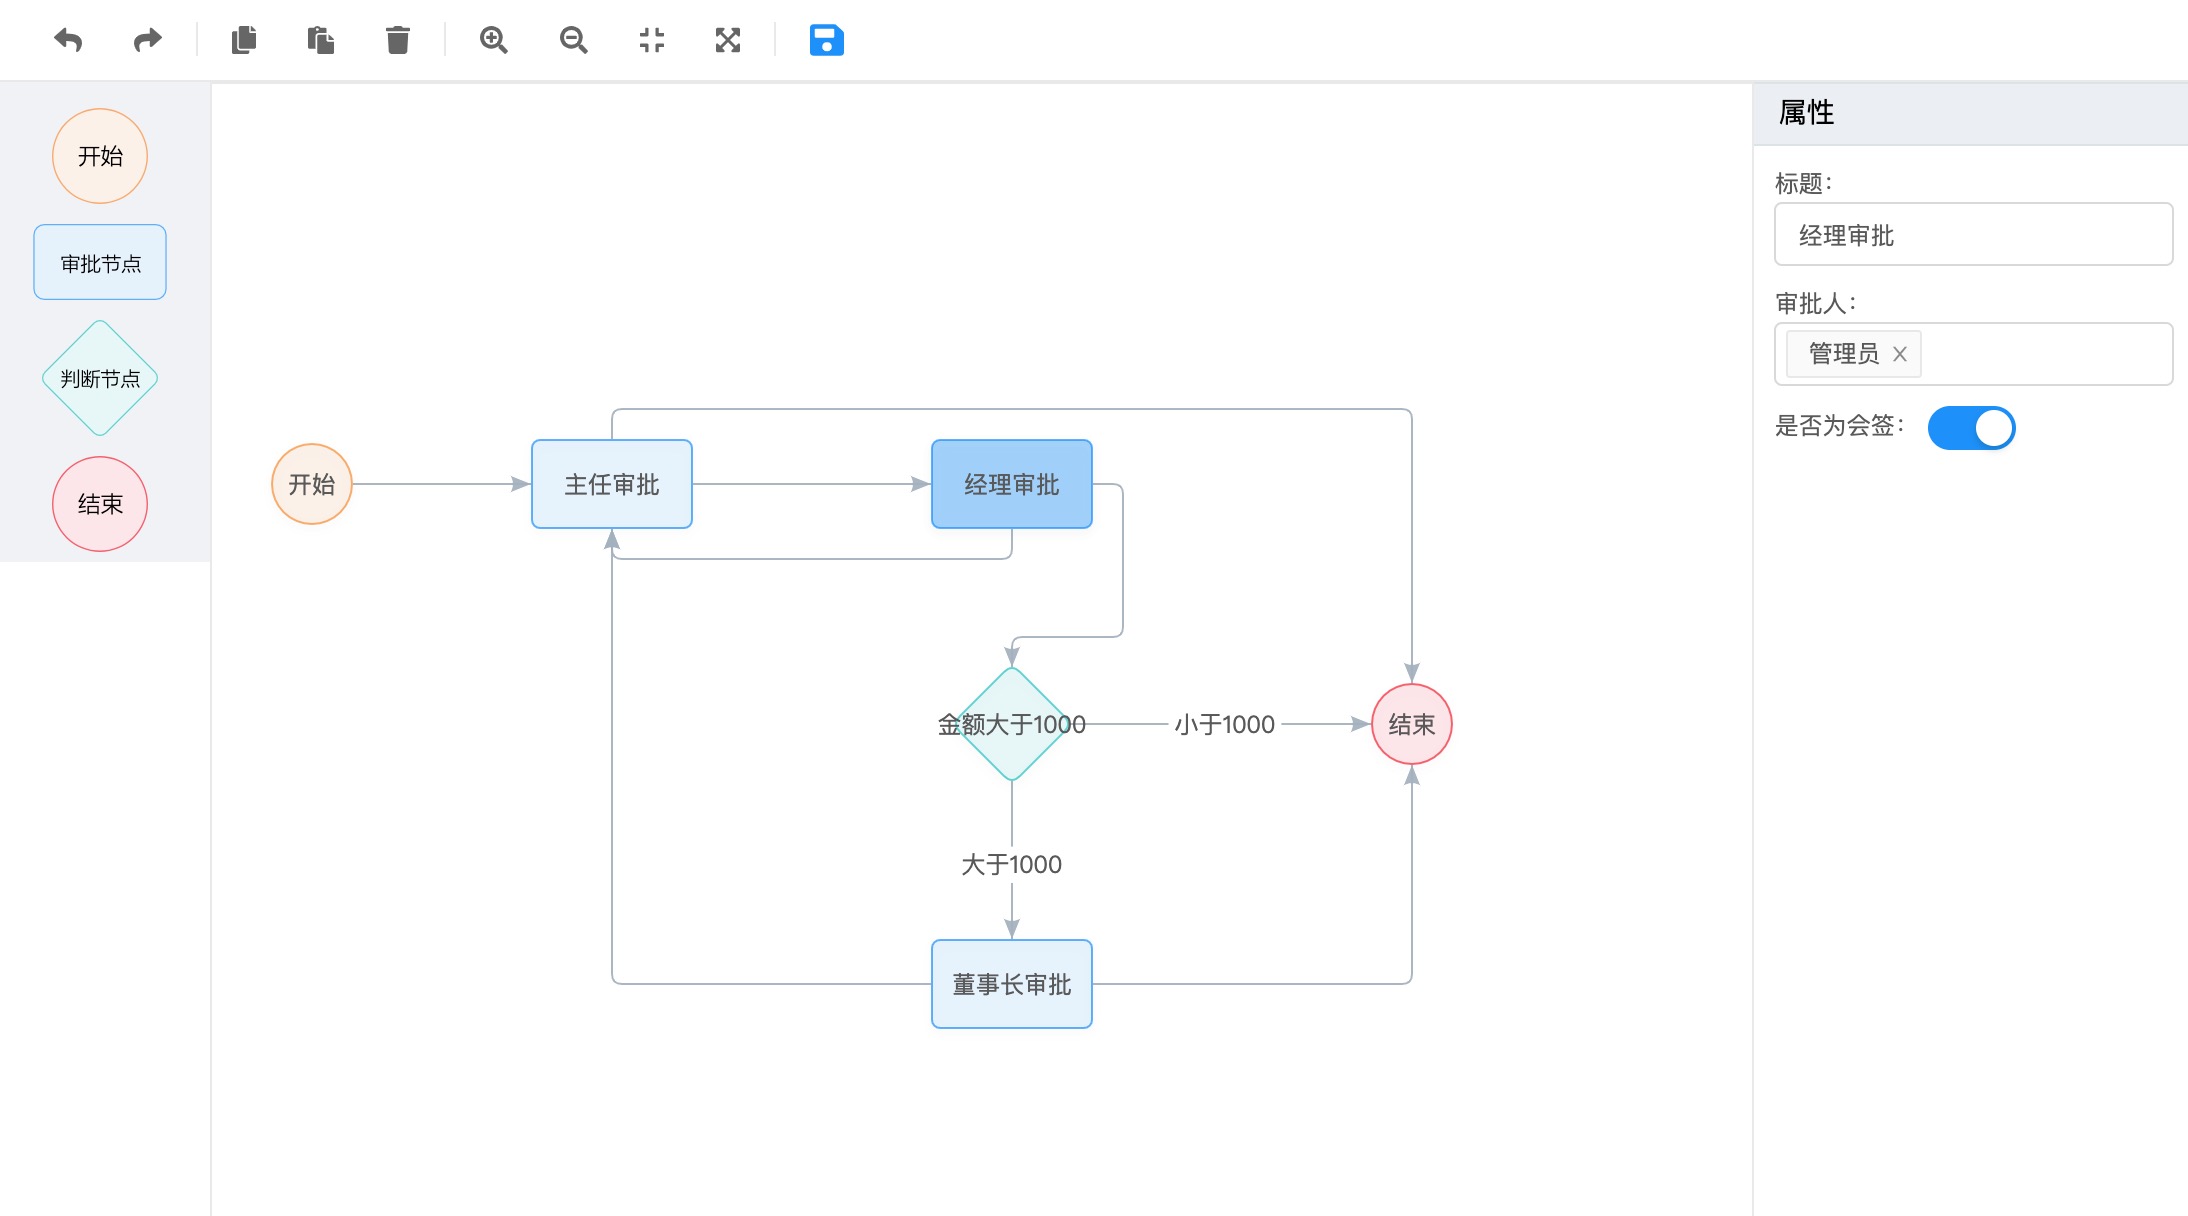 开始
审批节点
判断节点
结束
开始
主任审批
经理审批
金额大于1000
小于1000
结束
大于1000
董事长审批
属性
标题：
经理审批
审批人：
管理员 X
是否为会签：